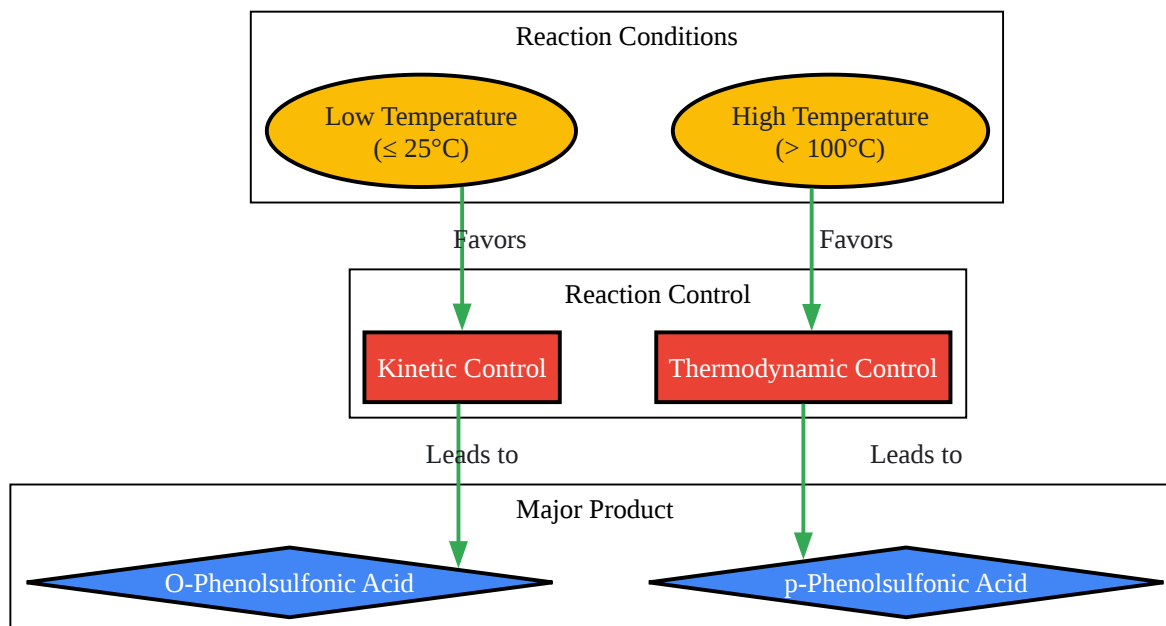 Reaction Conditions
Low Temperature
(≤ 25°C)
High Temperature
(> 100°C)
Favors
Favors
Reaction Control
Kinetic Control
Thermodynamic Control
Leads to
Leads to
Major Product
O-Phenolsulfonic Acid
p-Phenolsulfonic Acid